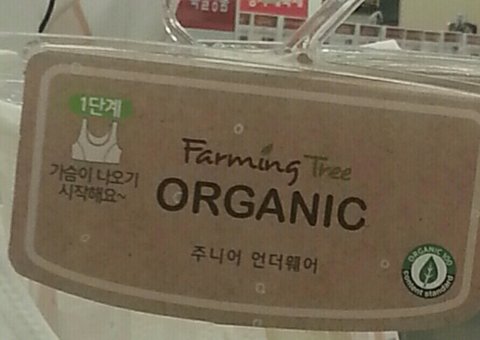 1단계
가슴이 나오기
시작해요~
Farming Tree
ORGANIC
주니어 언더웨어
ORGANIC 100
content standard